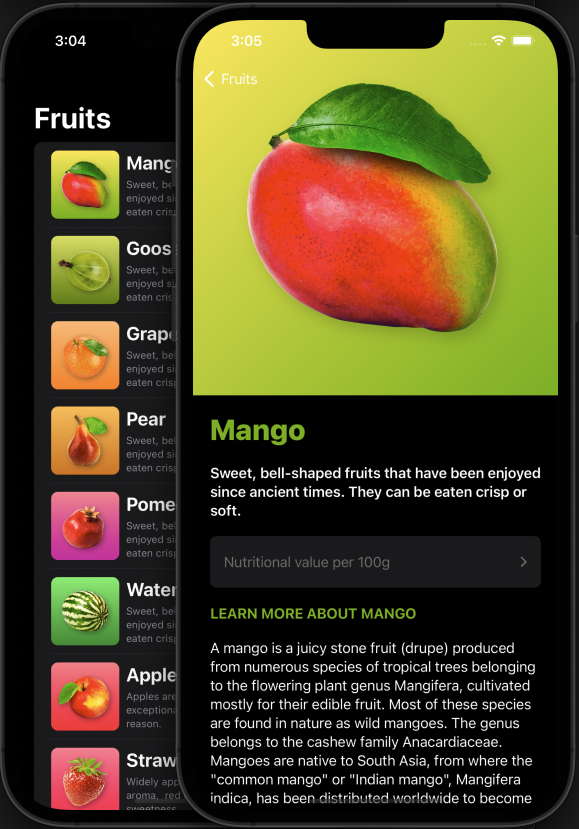 3:04
Fruits
Sweet, be
enjoyed si
eaten crisp
Sweet, be
enjoyed si
eaten cris
Sweet, bel
enjoyed si
eaten crisp
Pear
Sweet, bel
enjoyed si
eaten crisp
Sweet, bel
enjoyed si
eaten crisp
Water
Sweet, bel
enjoyed si
eaten crisp
Apple
Apples are
exceptiona
reason.
Straw
Widely app
aroma, red
sweetness
3:05
Fruits
Mango
Sweet, bell-shaped fruits that have been enjoyed
since ancient times. They can be eaten crisp or
soft.
Nutritional value per 100g
LEARN MORE ABOUT MANGO
A mango is a juicy stone fruit (drupe) produced
from numerous species of tropical trees belonging
to the flowering plant genus Mangifera, cultivated
mostly for their edible fruit. Most of these species
are found in nature as wild mangoes. The genus
belongs to the cashew family Anacardiaceae.
Mangoes are native to South Asia, from where the
"common mango" or "Indian mango", Mangifera
indica, has been distributed worldwide to become